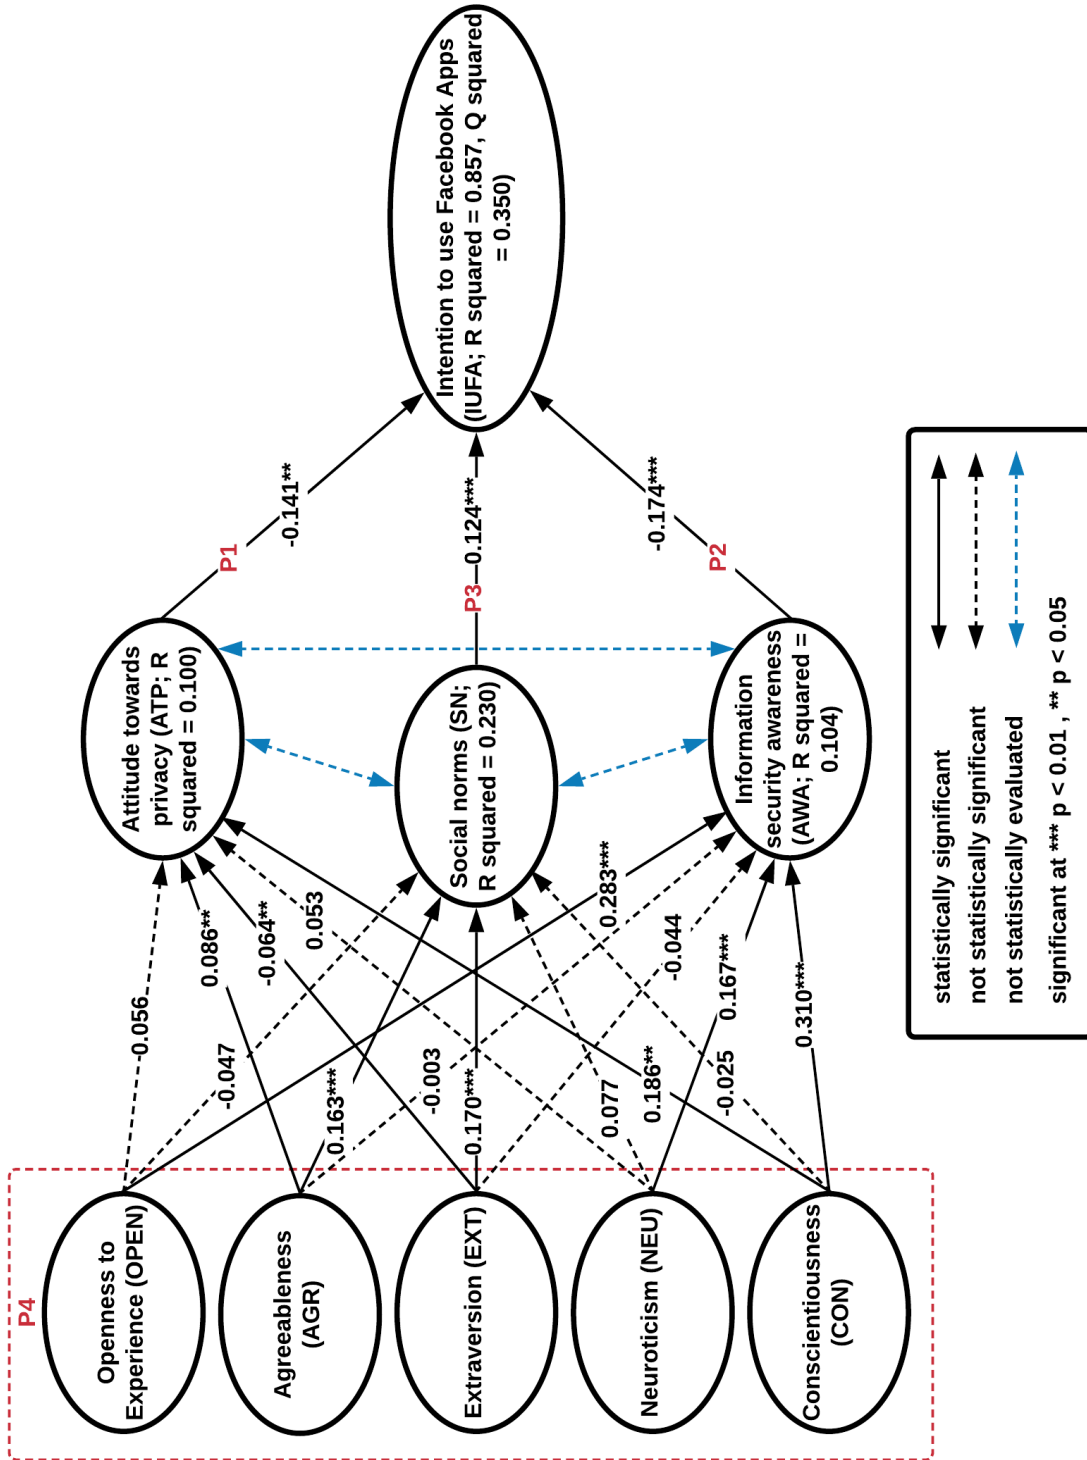 P4
Openness to
Experience (OPEN)
Agreeableness
(AGR)
Extraversion (EXT)
Neuroticism (NEU)
Conscientiousness
(CON)
-0.056
0.086**
-0.064**
0.053
-0.047
0.163***
-0.003
0.170***
0.283***
-0.044
0.077
0.186**
0.167***
-0.025
0.310***
Attitude towards
privacy (ATP; R
squared = 0.100)
Social norms (SN;
R squared = 0.230)
Information
security awareness
(AWA; R squared =
0.104)
P1
-0.141**
P3
0.124***
P2
-0.174***
Intention to use Facebook Apps
(IUFA; R squared = 0.857, Q squared
= 0.350)
statistically significant
not statistically significant
not statistically evaluated
significant at *** p < 0.01 , ** p < 0.05